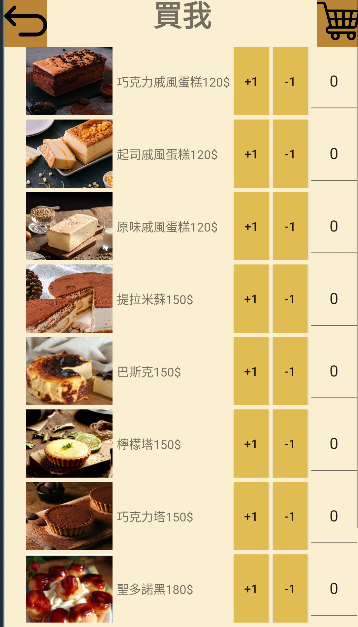 買我
巧克力戚風蛋糕120$ +1 -1 0
起司戚風蛋糕120$ +1 -1 0
原味戚風蛋糕120$ +1 -1 0
提拉米蘇150$ +1 -1 0
巴斯克150$ +1 -1 0
檸檬塔150$ +1 -1 0
巧克力塔150$ +1 -1 0
聖多諾黑180$ +1 -1 0